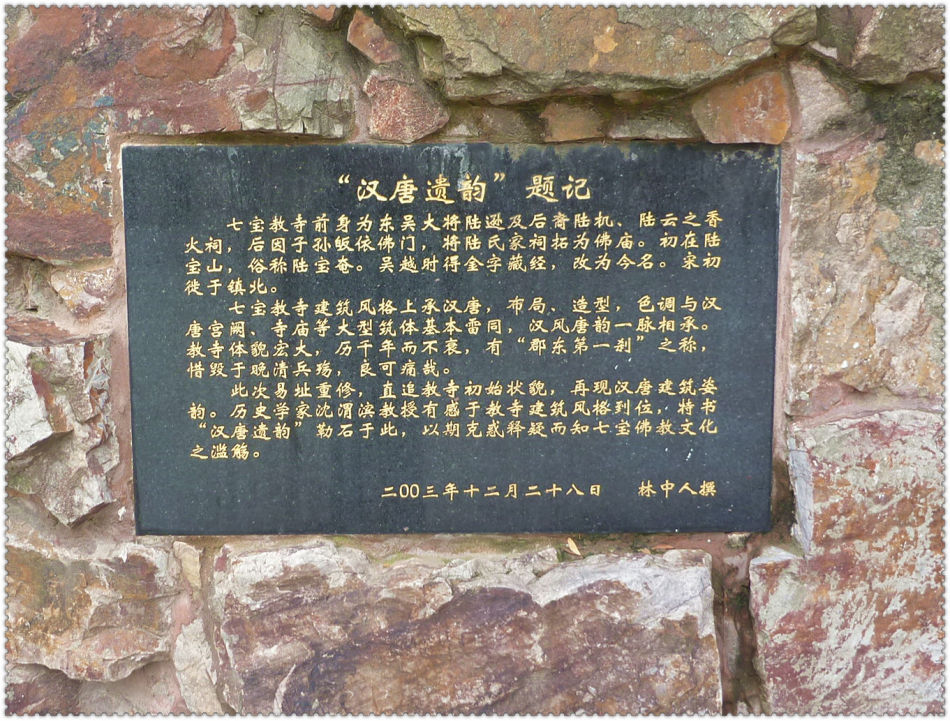 “汉唐遗韵”题记
七宝教寺前身为东吴大将陆逊及后裔陆机、陆云之香
火祠，后因子孙皈依佛门，将陆氏家祠拓为佛庙。初在陆
宝山，俗称陆宝奄。吴越时得金字藏经，改为今名。宋初
徙于镇北。
七宝教寺建筑风格上承汉唐，布局、造型，色调与汉
唐宫阙、寺庙等大型筑体基本雷同，汉风唐韵一脉相承。
教寺体貌宏大，历千年而不衰，有“郡东第一刹”之称，
惜毁于晚清兵殇，良可痛哉。
此次易址重修，直追教寺初始状貌，再现汉唐建筑姿
韵。历史学家沈渭滨教授有感于教寺建筑风格到位，特书
“汉唐遗韵”勒石于此，以期克惑释疑而知七宝佛教文化
之滥觞。
二00三年十二月二十八日 林中人撰